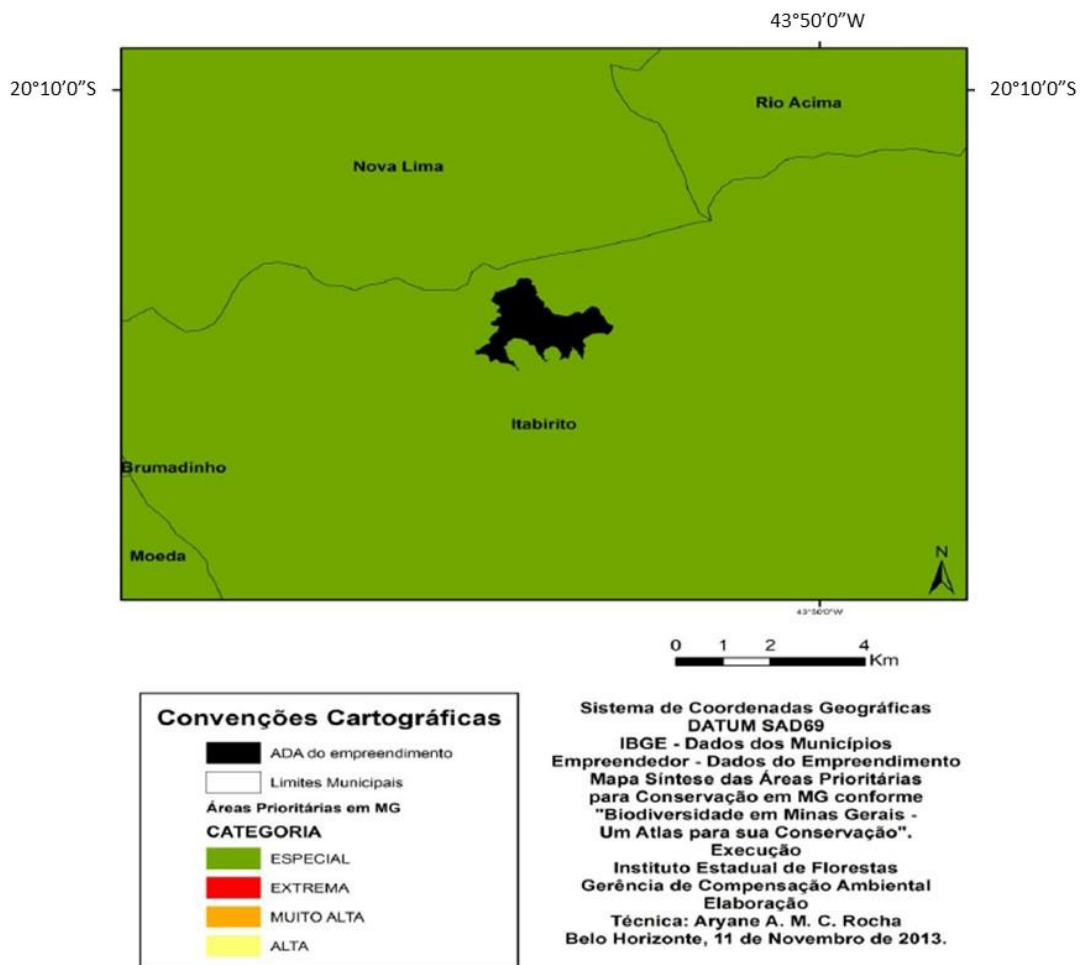 43°50'0"W
20°10'0"S
20°10'0"S
Rio Acima
Nova Lima
Itabirito
Brumadinho
Moeda
N
43°50'0"W
0 1 2 4
Km
Convenções Cartográficas
ADA do empreendimento
Limites Municipais
Áreas Prioritárias em MG
CATEGORIA
ESPECIAL
EXTREMA
MUITO ALTA
ALTA
Sistema de Coordenadas Geográficas
DATUM SAD69
IBGE - Dados dos Municípios
Empreendedor - Dados do Empreendimento
Mapa Síntese das Áreas Prioritárias
para Conservação em MG conforme
"Biodiversidade em Minas Gerais -
Um Atlas para sua Conservação".
Execução
Instituto Estadual de Florestas
Gerência de Compensação Ambiental
Elaboração
Técnica: Aryane A. M. C. Rocha
Belo Horizonte, 11 de Novembro de 2013.